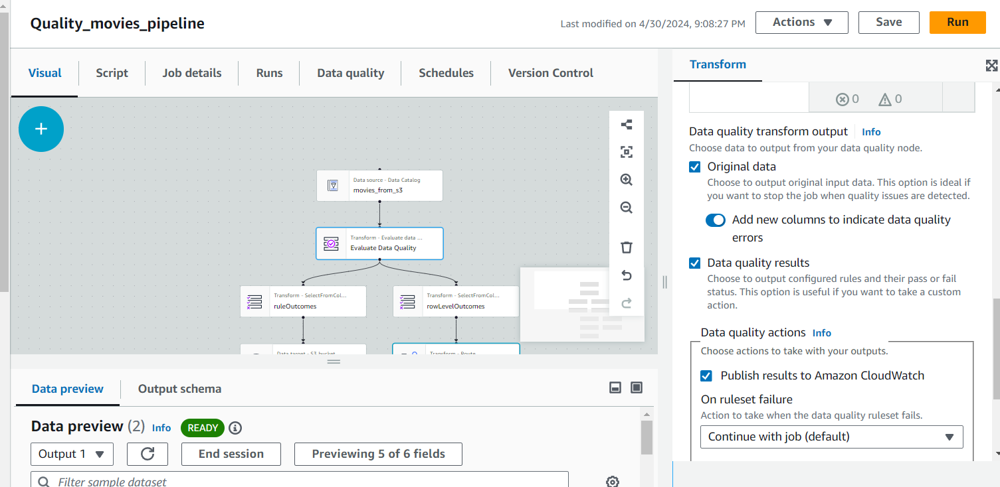 Quality_movies_pipeline
Last modified on 4/30/2024, 9:08:27 PM
Actions
Save
Run
Visual
Script
Job details
Runs
Data quality
Schedules
Version Control
Data source - Data Catalog
movies_from_s3
Transform - Evaluate data ...
Evaluate Data Quality
Transform - SelectFromCol...
ruleOutcomes
Transform - SelectFromCol...
rowLevelOutcomes
Data target - S3 bucket
Transform - Route
Data preview
Output schema
Data preview (2) Info READY
Output 1
End session
Previewing 5 of 6 fields
Filter sample dataset
Transform
0 0
Data quality transform output Info
Choose data to output from your data quality node.
Original data
Choose to output original input data. This option is ideal if
you want to stop the job when quality issues are detected.
Add new columns to indicate data quality
errors
Data quality results
Choose to output configured rules and their pass or fail
status. This option is useful if you want to take a custom
action.
Data quality actions Info
Choose actions to take with your outputs.
Publish results to Amazon CloudWatch
On ruleset failure
Action to take when the data quality ruleset fails.
Continue with job (default)